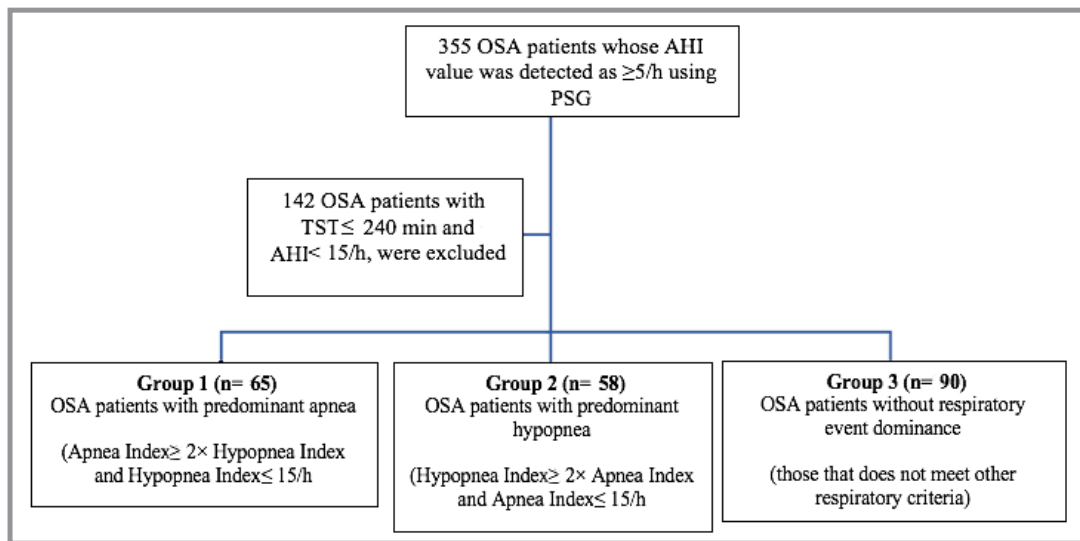 355 OSA patients whose AHI
value was detected as ≥5/h using
PSG
142 OSA patients with
TST≤ 240 min and
AHI< 15/h, were excluded
Group 1 (n= 65)
OSA patients with predominant apnea
(Apnea Index≥ 2× Hypopnea Index
and Hypopnea Index≤ 15/h
Group 2 (n= 58)
OSA patients with predominant
hypopnea
(Hypopnea Index≥ 2× Apnea Index
and Apnea Index≤ 15/h
Group 3 (n= 90)
OSA patients without respiratory
event dominance
(those that does not meet other
respiratory criteria)